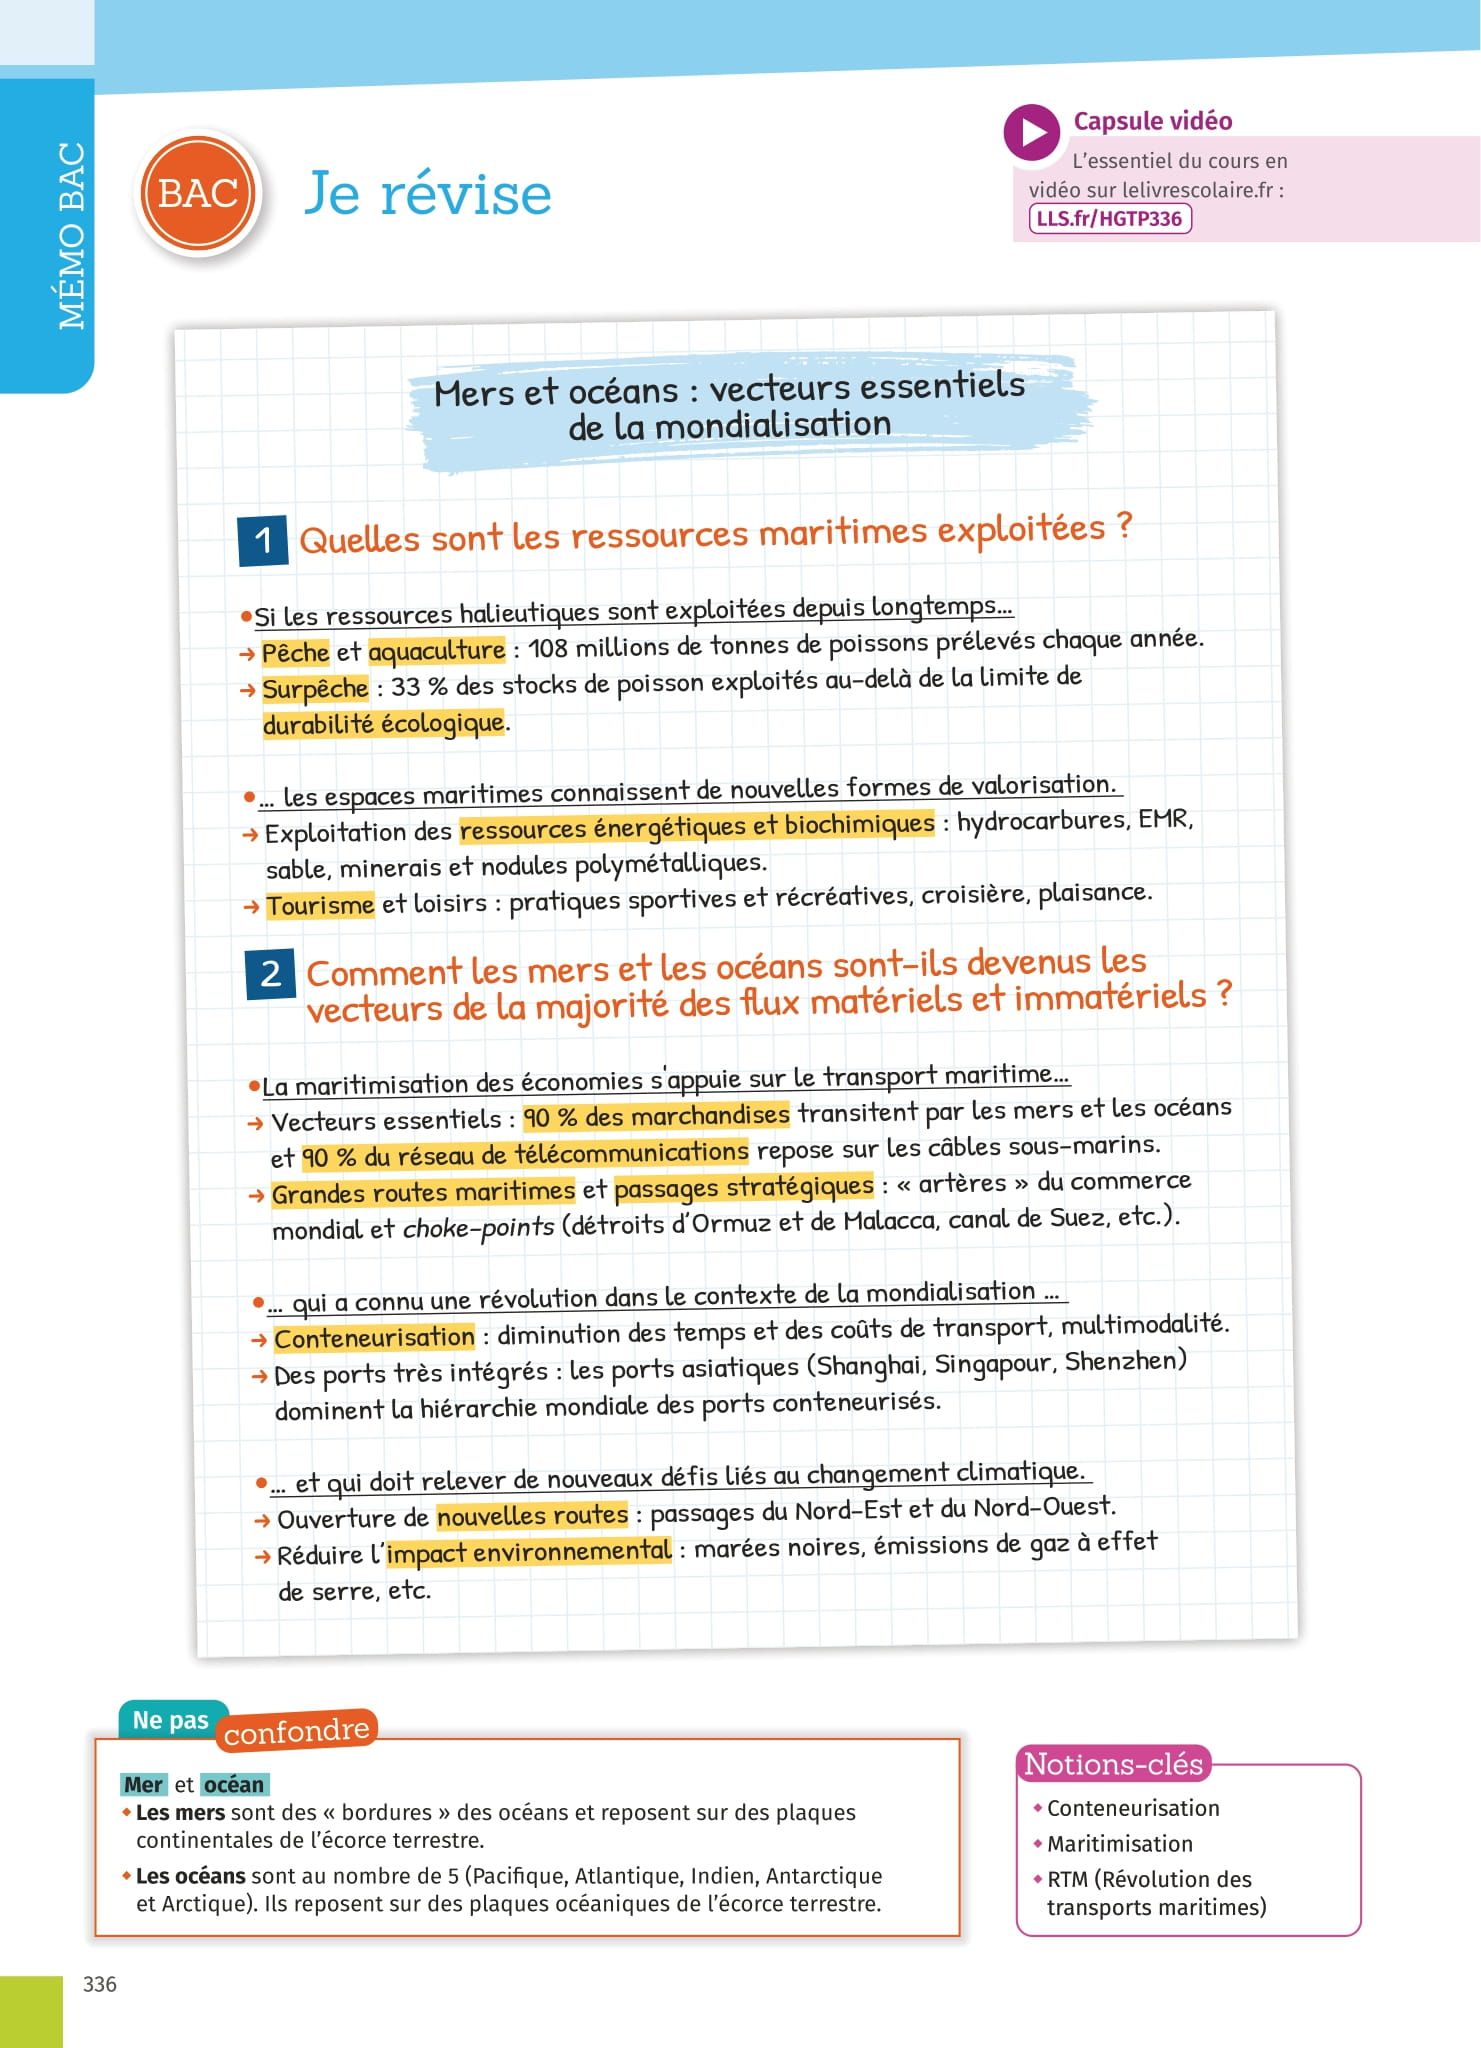 MÉMO BAC
BAC
Je révise
Capsule vidéo
L'essentiel du cours en
vidéo sur lelivrescolaire.fr :
LLS.fr/HGTP336
Mers et océans : vecteurs essentiels
de la mondialisation
1 Quelles sont les ressources maritimes exploitées ?
•Si les ressources halieutiques sont exploitées depuis longtemps...
→ Pêche et aquaculture : 108 millions de tonnes de poissons prélevés chaque année.
→ Surpêche : 33 % des stocks de poisson exploités au-delà de la limite de
durabilité écologique.
•... les espaces maritimes connaissent de nouvelles formes de valorisation.
→ Exploitation des ressources énergétiques et biochimiques : hydrocarbures, EMR,
sable, minerais et nodules polymétalliques.
→ Tourisme et loisirs : pratiques sportives et récréatives, croisière, plaisance.
2 Comment les mers et les océans sont-ils devenus les
vecteurs de la majorité des flux matériels et immatériels ?
•La maritimisation des économies s'appuie sur le transport maritime...
→ Vecteurs essentiels : 90 % des marchandises transitent par les mers et les océans
et 90 % du réseau de télécommunications repose sur les câbles sous-marins.
→ Grandes routes maritimes et passages stratégiques : « artères » du commerce
mondial et choke-points (détroits d'Ormuz et de Malacca, canal de Suez, etc.).
•... qui a connu une révolution dans le contexte de la mondialisation ...
→ Conteneurisation : diminution des temps et des coûts de transport, multimodalité.
→ Des ports très intégrés : les ports asiatiques (Shanghai, Singapour, Shenzhen)
dominent la hiérarchie mondiale des ports conteneurisés.
•... et qui doit relever de nouveaux défis liés au changement climatique.
→ Ouverture de nouvelles routes : passages du Nord-Est et du Nord-Ouest.
→ Réduire l'impact environnemental : marées noires, émissions de gaz à effet
de serre, etc.
Ne pas confondre
Mer et océan
Les mers sont des « bordures » des océans et reposent sur des plaques
continentales de l'écorce terrestre.
Les océans sont au nombre de 5 (Pacifique, Atlantique, Indien, Antarctique
et Arctique). Ils reposent sur des plaques océaniques de l'écorce terrestre.
Notions-clés
Conteneurisation
Maritimisation
RTM (Révolution des
transports maritimes)
336